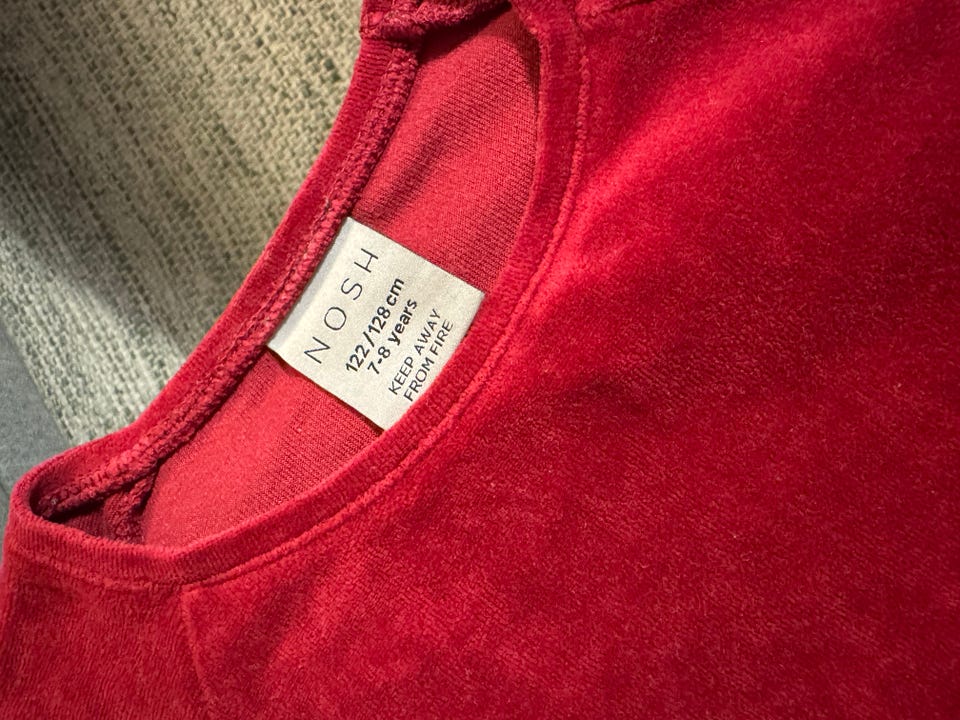 NOSH
122/128 cm
7-8 years
KEEP AWAY
FROM FIRE